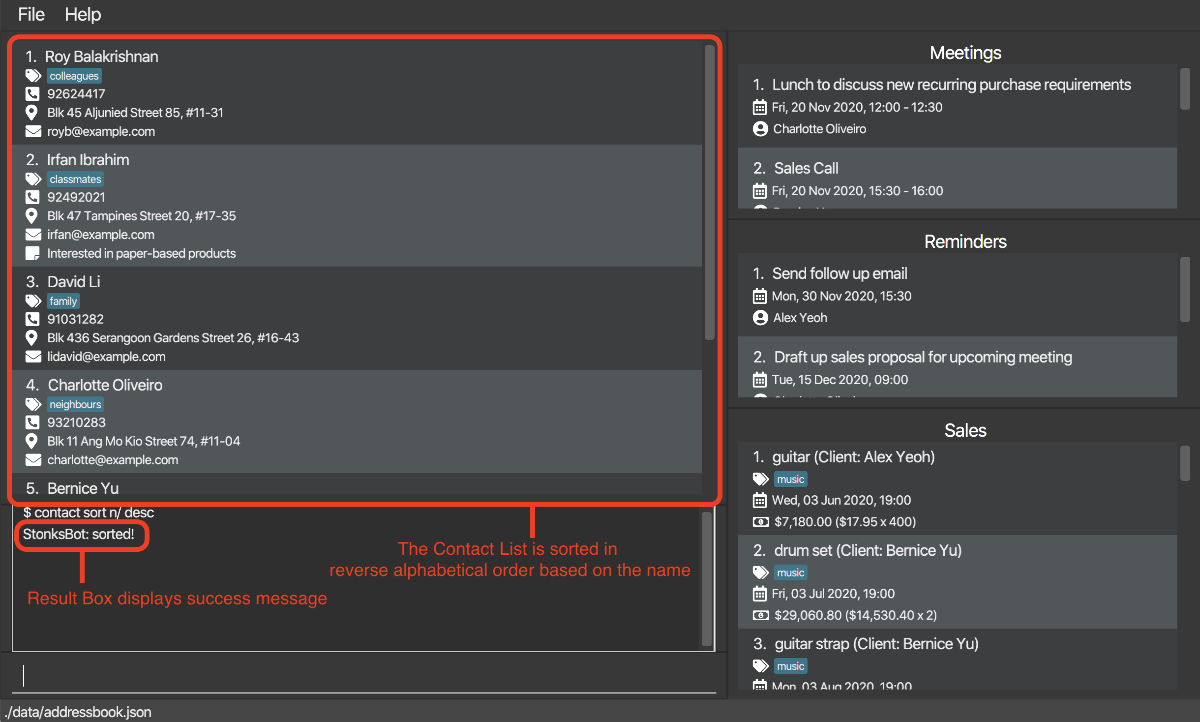 File Help
1. Roy Balakrishnan
colleagues
92624417
Blk 45 Aljunied Street 85, #11-31
royb@example.com
2. Irfan Ibrahim
classmates
92492021
Blk 47 Tampines Street 20, #17-35
irfan@example.com
Interested in paper-based products
3. David Li
family
91031282
Blk 436 Serangoon Gardens Street 26, #16-43
lidavid@example.com
4. Charlotte Oliveiro
neighbours
93210283
Blk 11 Ang Mo Kio Street 74, #11-04
charlotte@example.com
5. Bernice Yu
$ contact sort n/ desc
StonksBot: sorted!
The Contact List is sorted in
reverse alphabetical order based on the name
Result Box displays success message
Meetings
1. Lunch to discuss new recurring purchase requirements
Fri, 20 Nov 2020, 12:00 - 12:30
Charlotte Oliveiro
2. Sales Call
Fri, 20 Nov 2020, 15:30 - 16:00
Reminders
1. Send follow up email
Mon, 30 Nov 2020, 15:30
Alex Yeoh
2. Draft up sales proposal for upcoming meeting
Tue, 15 Dec 2020, 09:00
Sales
1. guitar (Client: Alex Yeoh)
music
Wed, 03 Jun 2020, 19:00
$7,180.00 ($17.95 x 400)
2. drum set (Client: Bernice Yu)
music
Fri, 03 Jul 2020, 19:00
$29,060.80 ($14,530.40 x 2)
3. guitar strap (Client: Bernice Yu)
music
Mon, 03 Aug 2020, 19:00
./data/addressbook.json